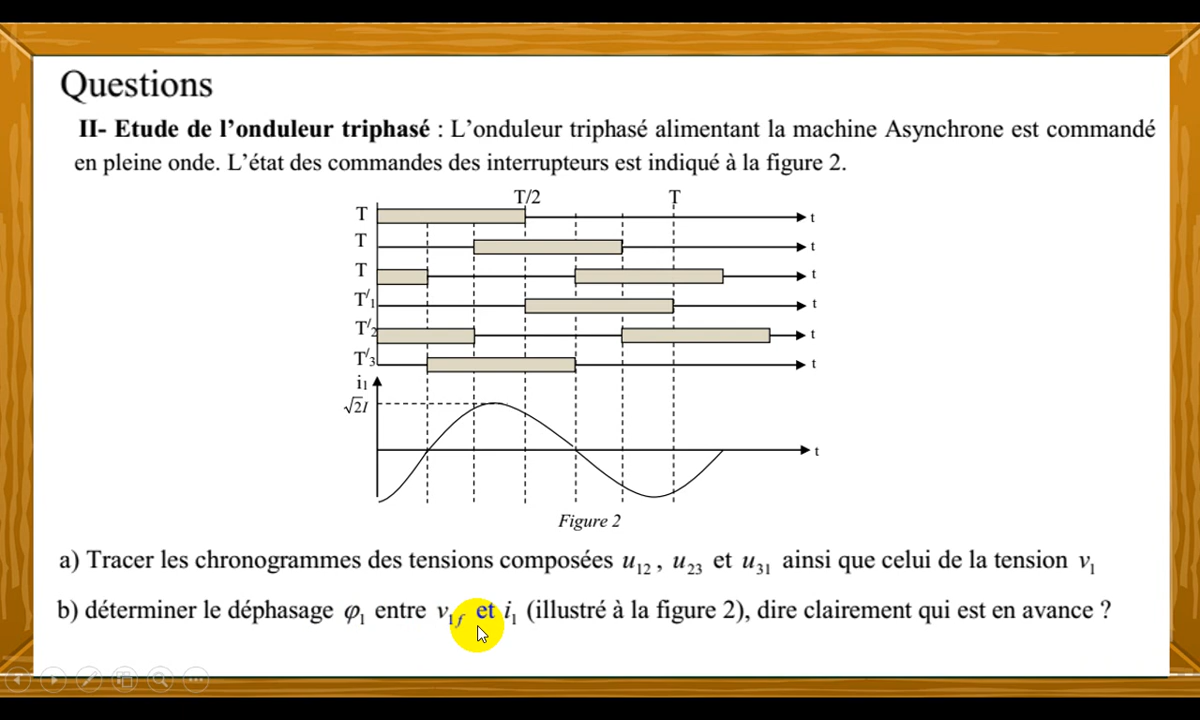 Questions
II- Etude de l’onduleur triphasé : L’onduleur triphasé alimentant la machine Asynchrone est commandé
en pleine onde. L’état des commandes des interrupteurs est indiqué à la figure 2.
T/2 T
T t
T t
T t
T′1 t
T′2 t
T′3 t
i1
√2I
t
Figure 2
a) Tracer les chronogrammes des tensions composées u12 , u23 et u31 ainsi que celui de la tension v1
b) déterminer le déphasage φ1 entre v1f et i1 (illustré à la figure 2), dire clairement qui est en avance ?